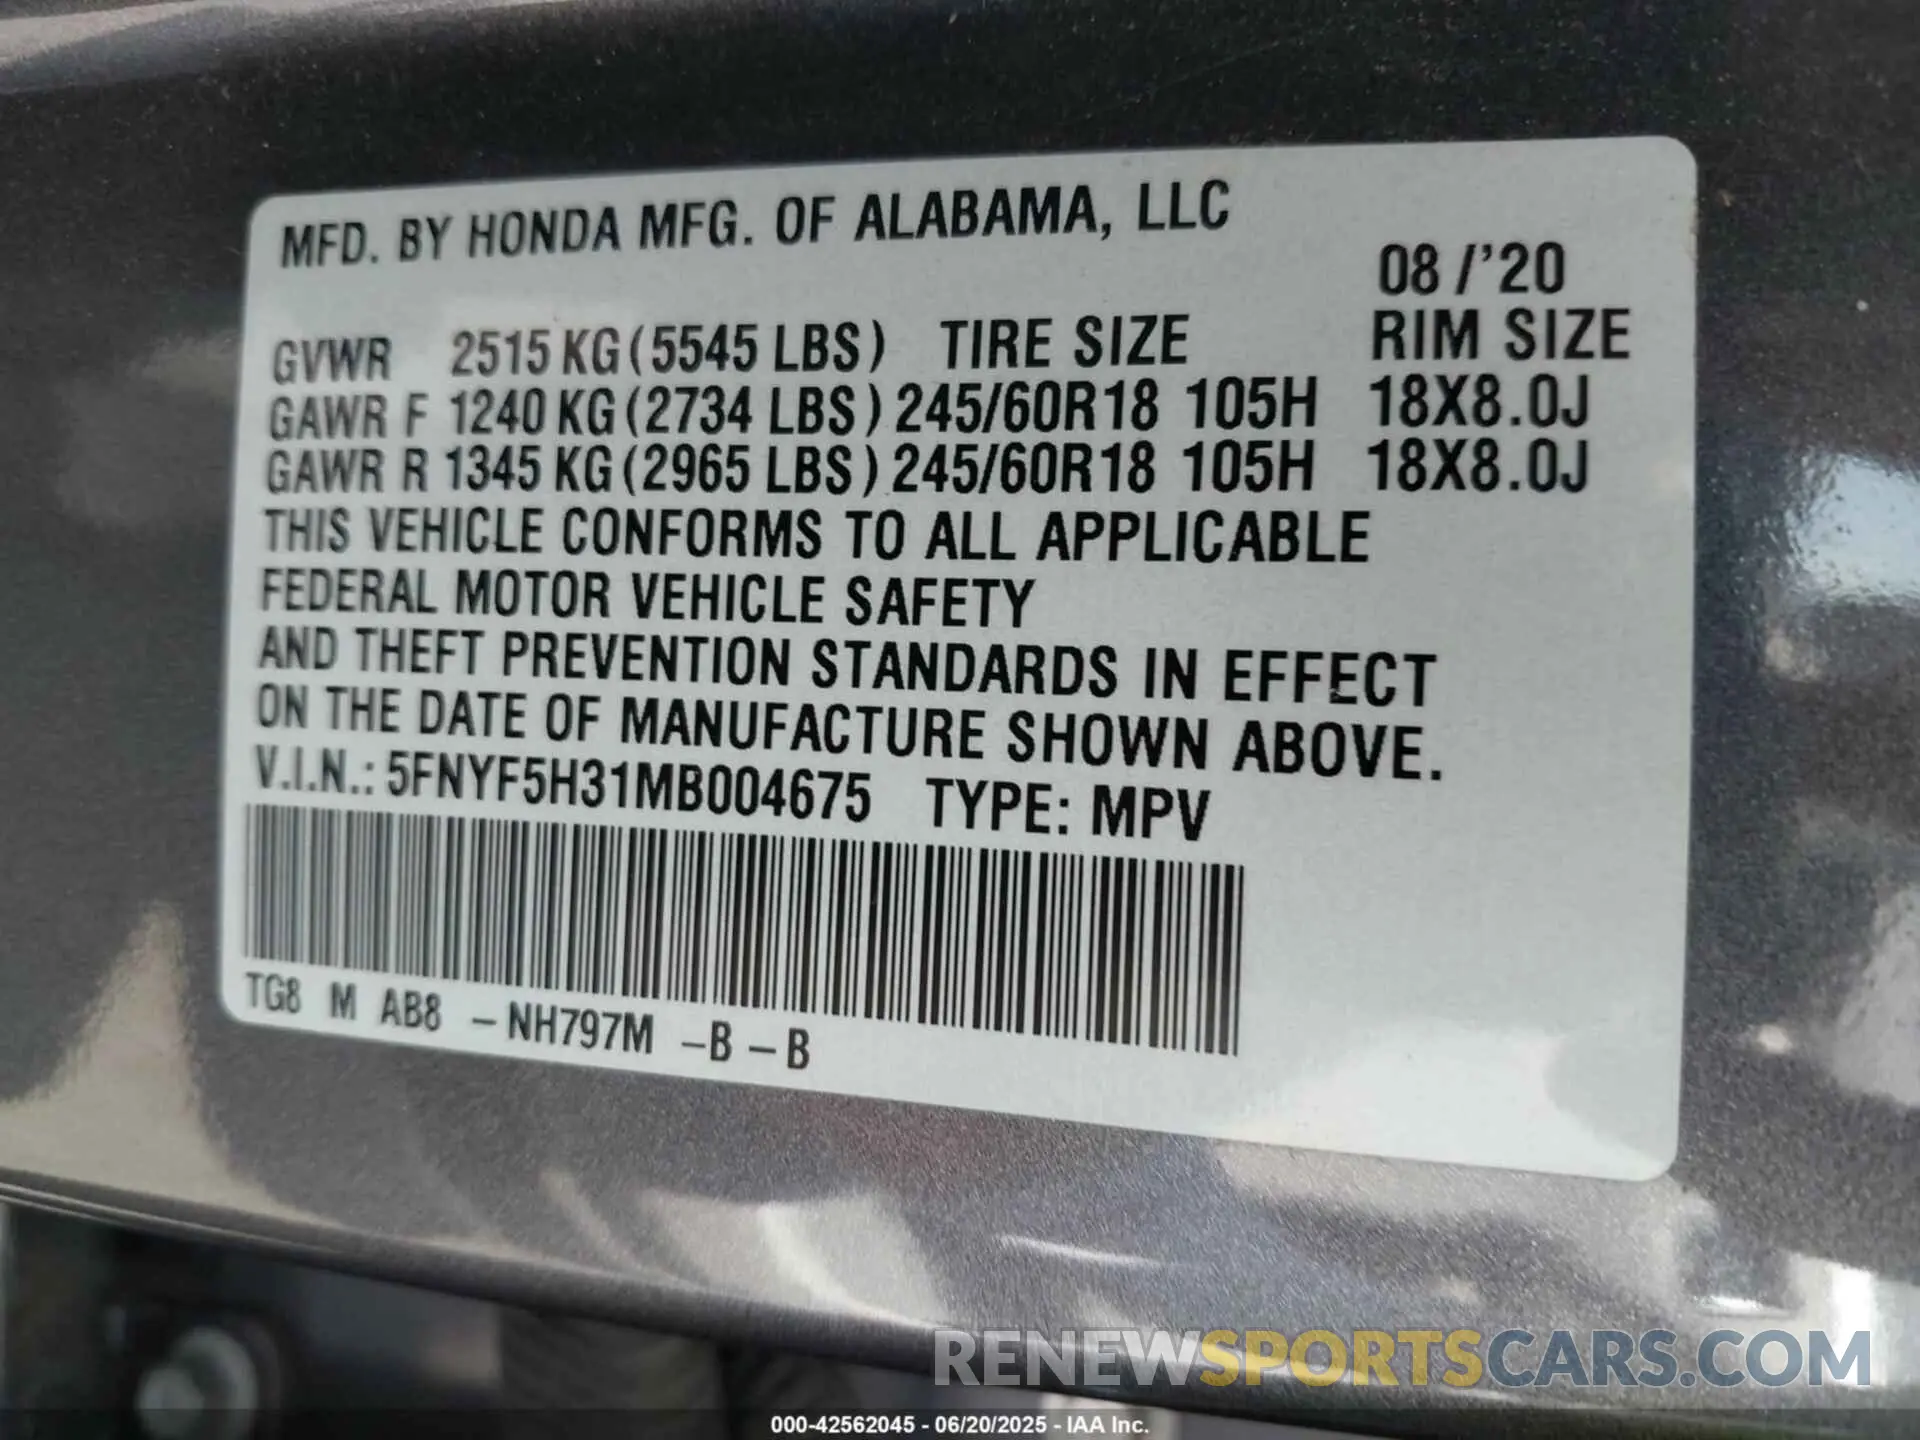 MFD. BY HONDA MFG. OF ALABAMA, LLC
08 /'20
GVWR 2515 KG (5545 LBS) TIRE SIZE RIM SIZE
GAWR F 1240 KG (2734 LBS) 245/60R18 105H 18X8.0J
GAWR R 1345 KG (2965 LBS) 245/60R18 105H 18X8.0J
THIS VEHICLE CONFORMS TO ALL APPLICABLE
FEDERAL MOTOR VEHICLE SAFETY
AND THEFT PREVENTION STANDARDS IN EFFECT
ON THE DATE OF MANUFACTURE SHOWN ABOVE.
V.I.N.: 5FNYF5H31MB004675 TYPE: MPV
TG8 M AB8 –NH797M –B –B
RENEWSPORTSCARS.COM
000-42562045 - 06/20/2025 - IAA Inc.